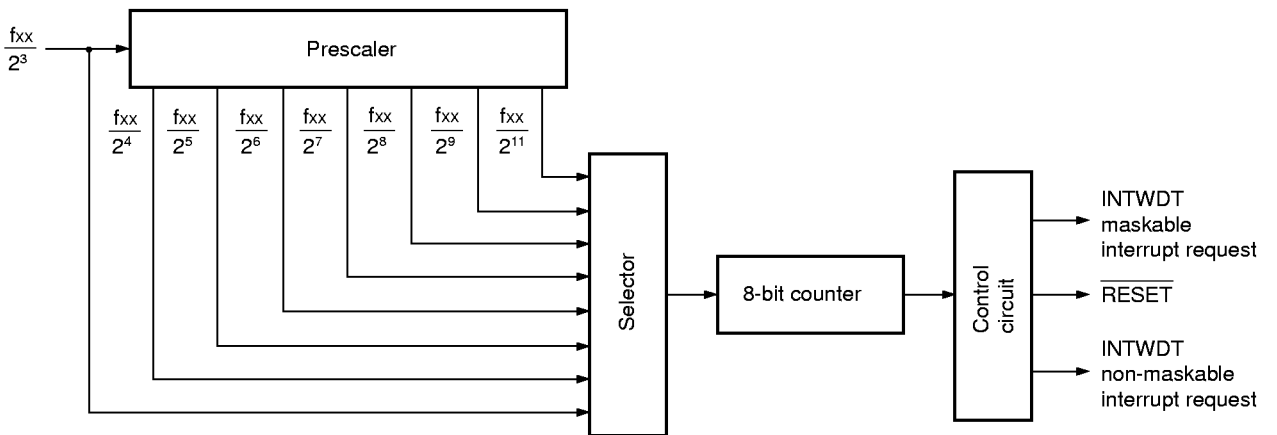 fxx
2³
Prescaler
fxx
2⁴
fxx
2⁵
fxx
2⁶
fxx
2⁷
fxx
2⁸
fxx
2⁹
fxx
2¹¹
Selector
8-bit counter
Control
circuit
INTWDT
maskable
interrupt request
RESET
INTWDT
non-maskable
interrupt request